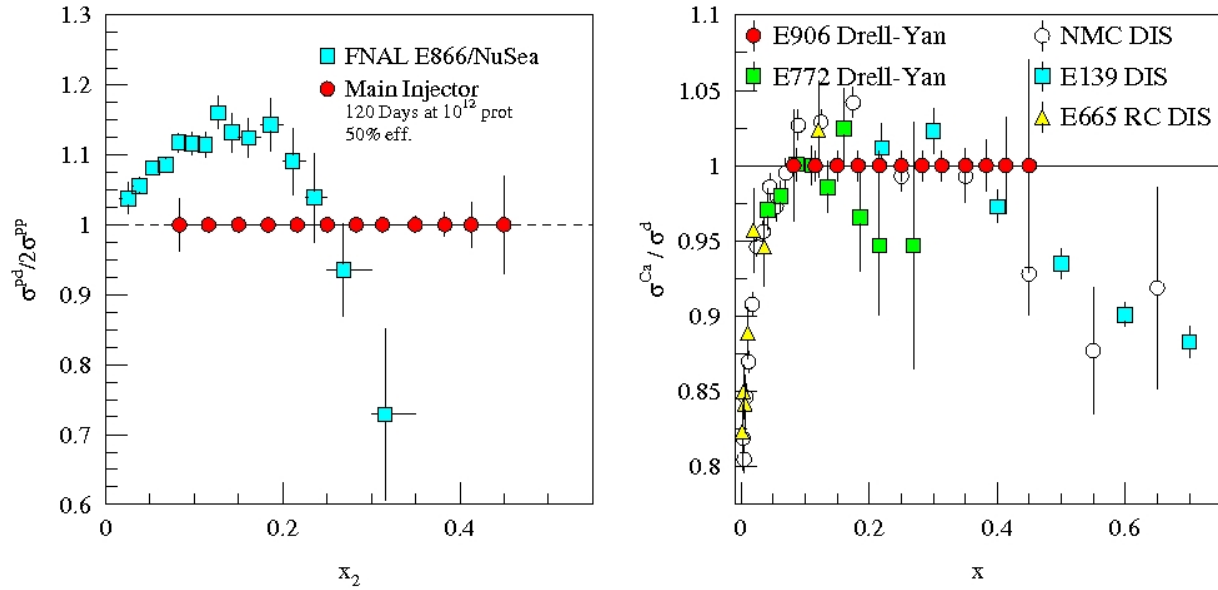 1.3
1.2
1.1
1
0.9
0.8
0.7
0.6
0
0.2
0.4
σ^pd/2σ^pp
x₂
FNAL E866/NuSea
Main Injector
120 Days at 10¹² prot
50% eff.
1.1
1.05
1
0.95
0.9
0.85
0.8
0
0.2
0.4
0.6
σ^Ca / σ^d
x
E906 Drell-Yan
E772 Drell-Yan
NMC DIS
E139 DIS
E665 RC DIS